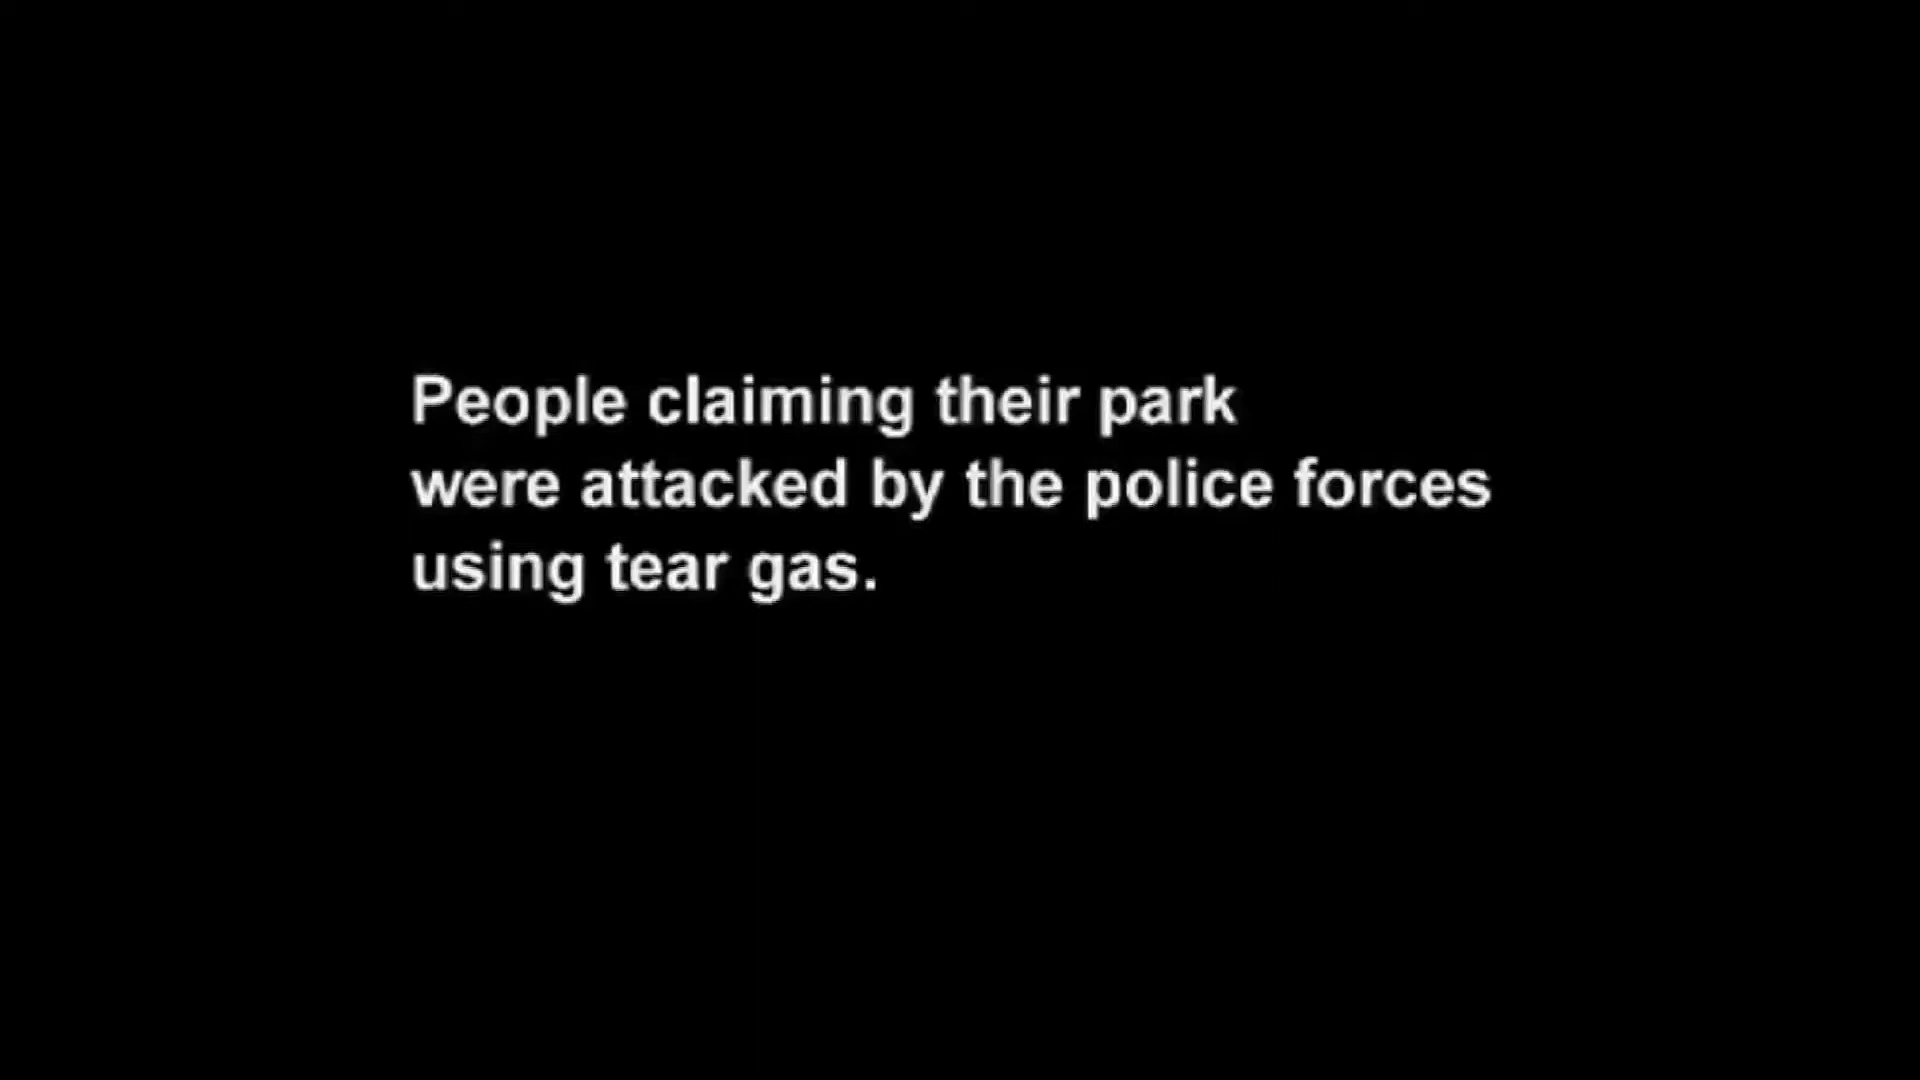 People claiming their park
were attacked by the police forces
using tear gas.